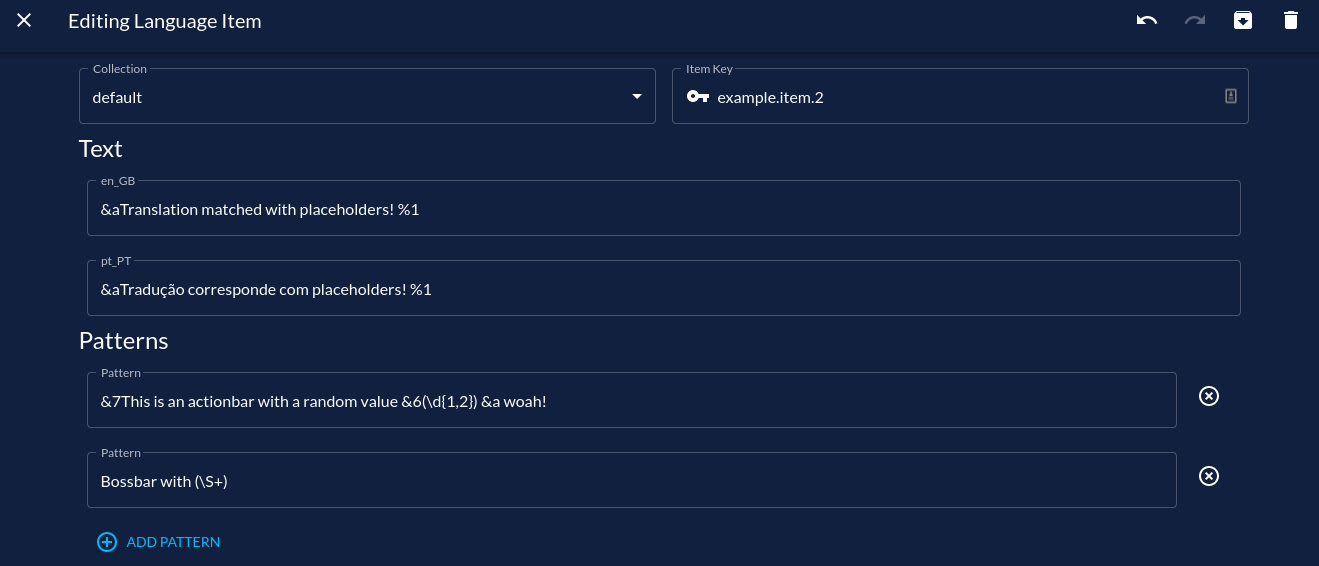 Editing Language Item
Collection
default
Item Key
example.item.2
Text
en_GB
&aTranslation matched with placeholders! %1
pt_PT
&aTradução corresponde com placeholders! %1
Patterns
Pattern
&7This is an actionbar with a random value &6(\d{1,2}) &a woah!
Pattern
Bossbar with (\S+)
ADD PATTERN